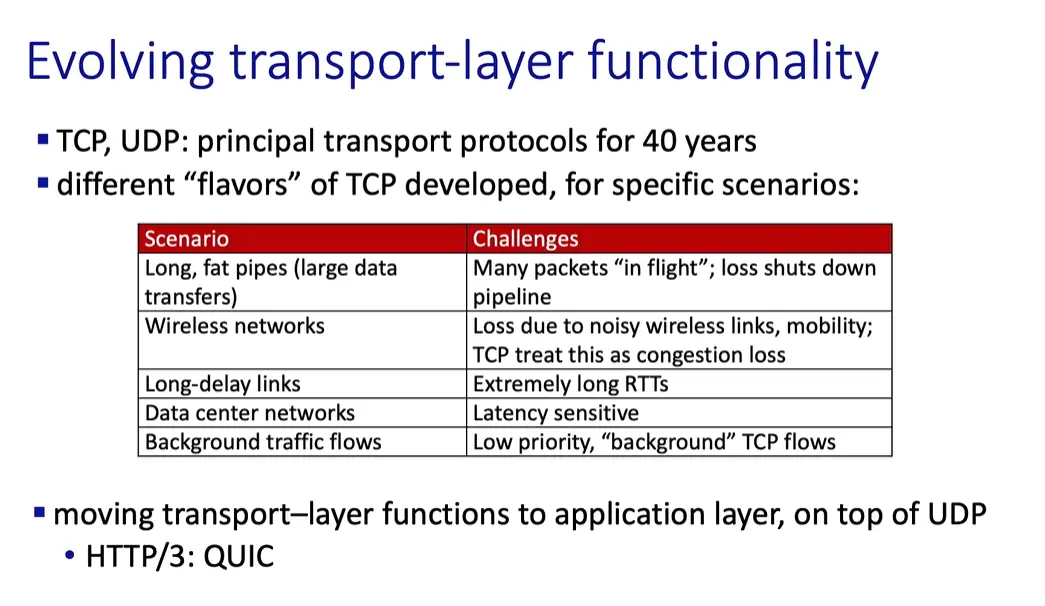 Evolving transport-layer functionality
▪ TCP, UDP: principal transport protocols for 40 years
▪ different “flavors” of TCP developed, for specific scenarios:
Scenario Challenges
Long, fat pipes (large data transfers) Many packets “in flight”; loss shuts down pipeline
Wireless networks Loss due to noisy wireless links, mobility; TCP treat this as congestion loss
Long-delay links Extremely long RTTs
Data center networks Latency sensitive
Background traffic flows Low priority, “background” TCP flows
▪ moving transport–layer functions to application layer, on top of UDP
• HTTP/3: QUIC